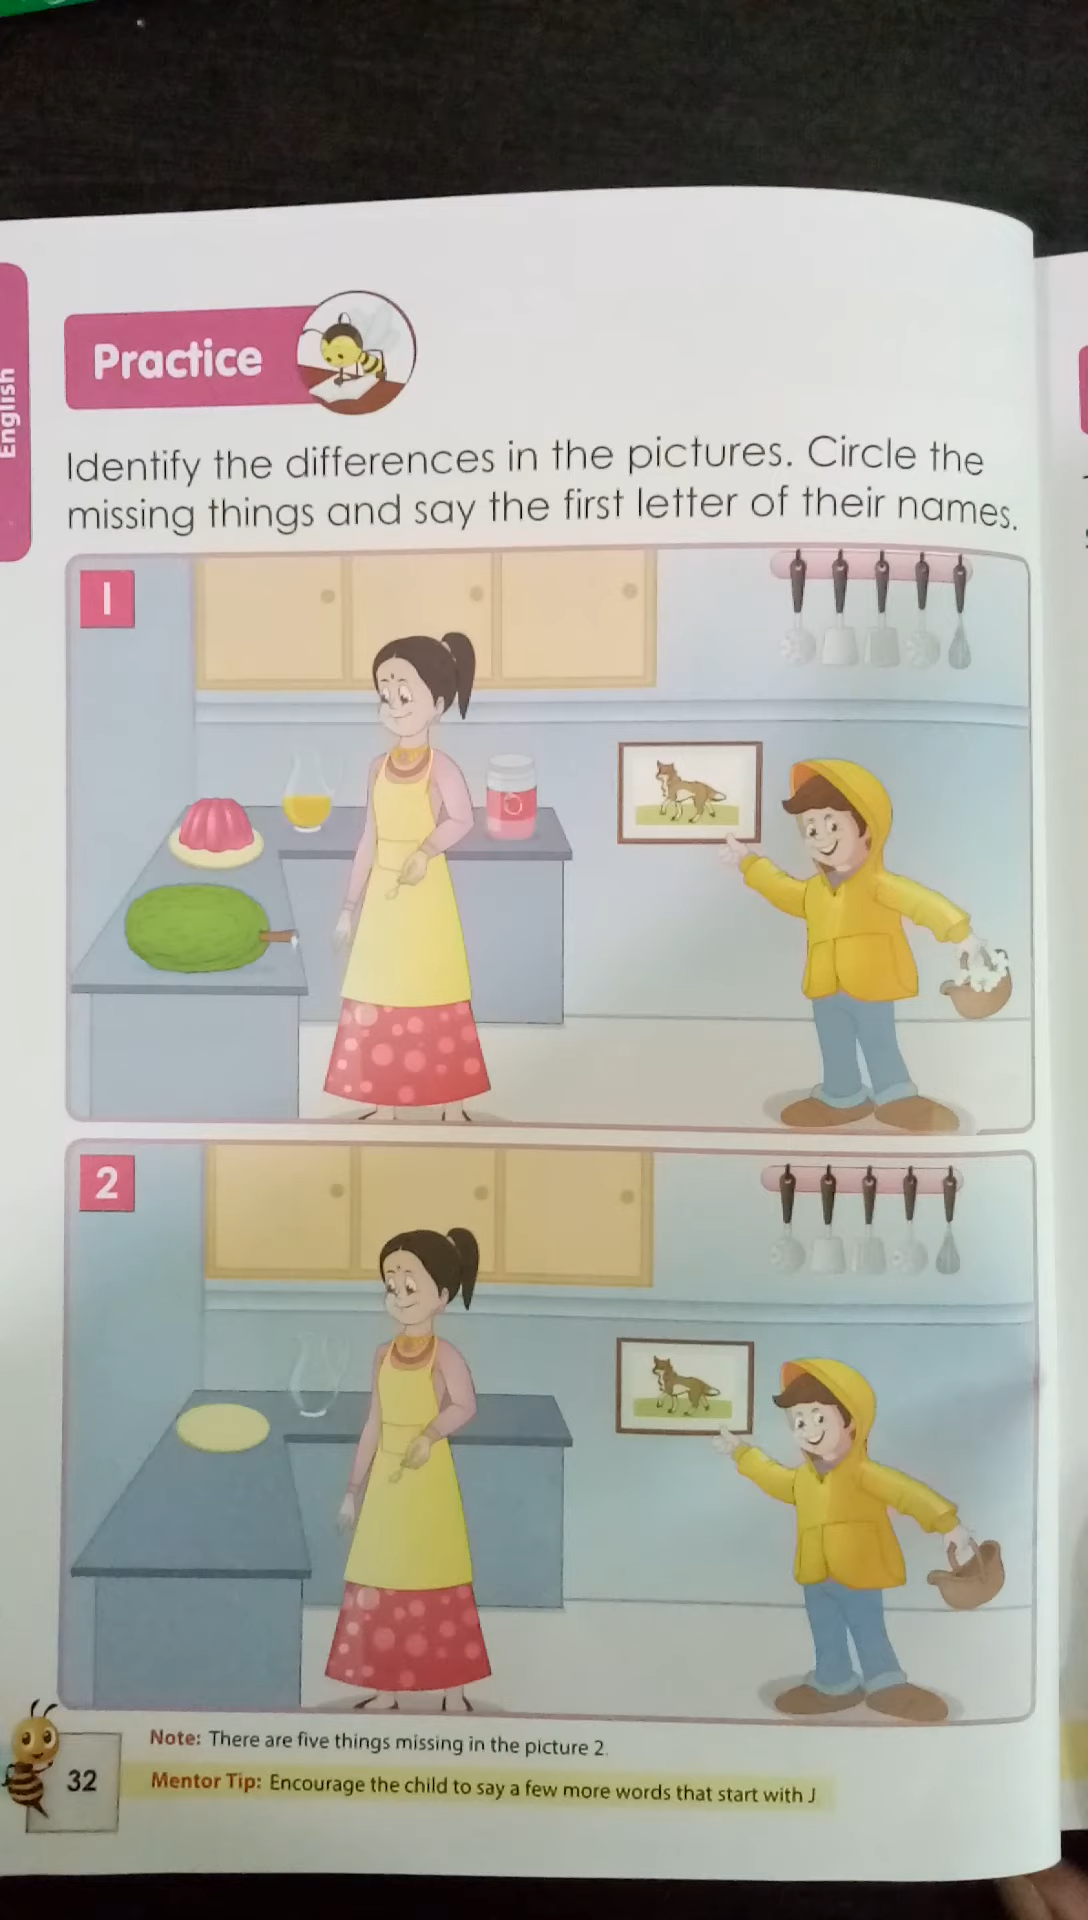 English
Practice
Identify the differences in the pictures. Circle the
missing things and say the first letter of their names.
1
2
Note: There are five things missing in the picture 2.
32
Mentor Tip: Encourage the child to say a few more words that start with J